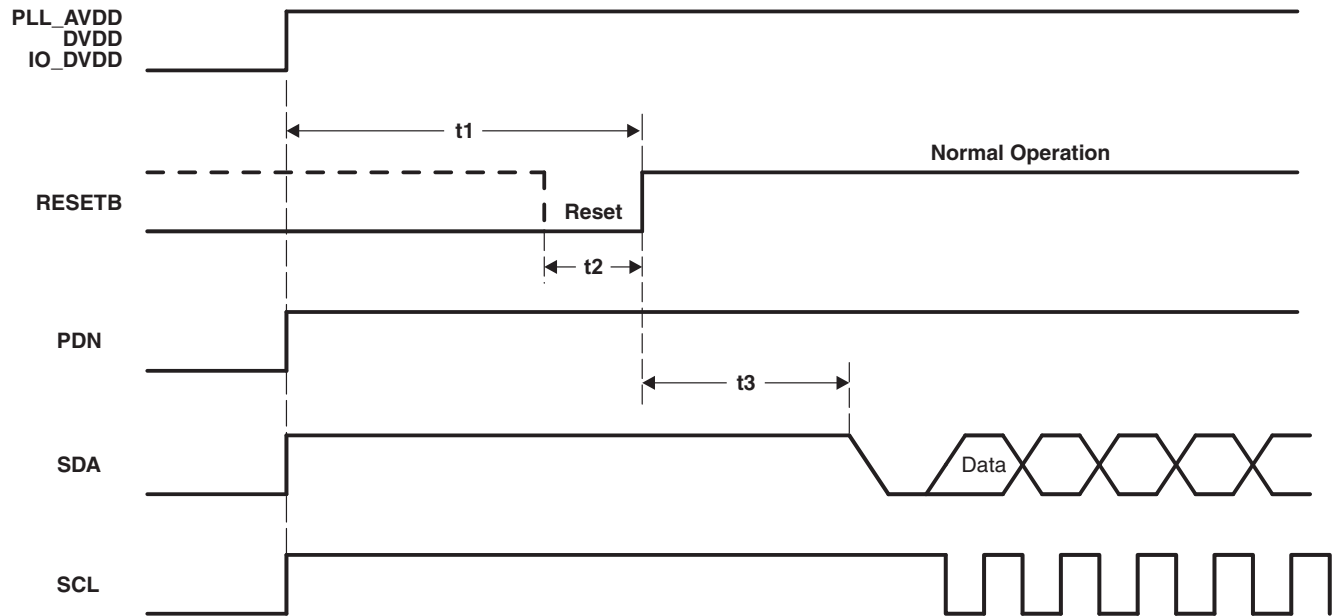 PLL_AVDD
DVDD
IO_DVDD
t1
Normal Operation
RESETB
Reset
t2
PDN
t3
SDA
Data
SCL